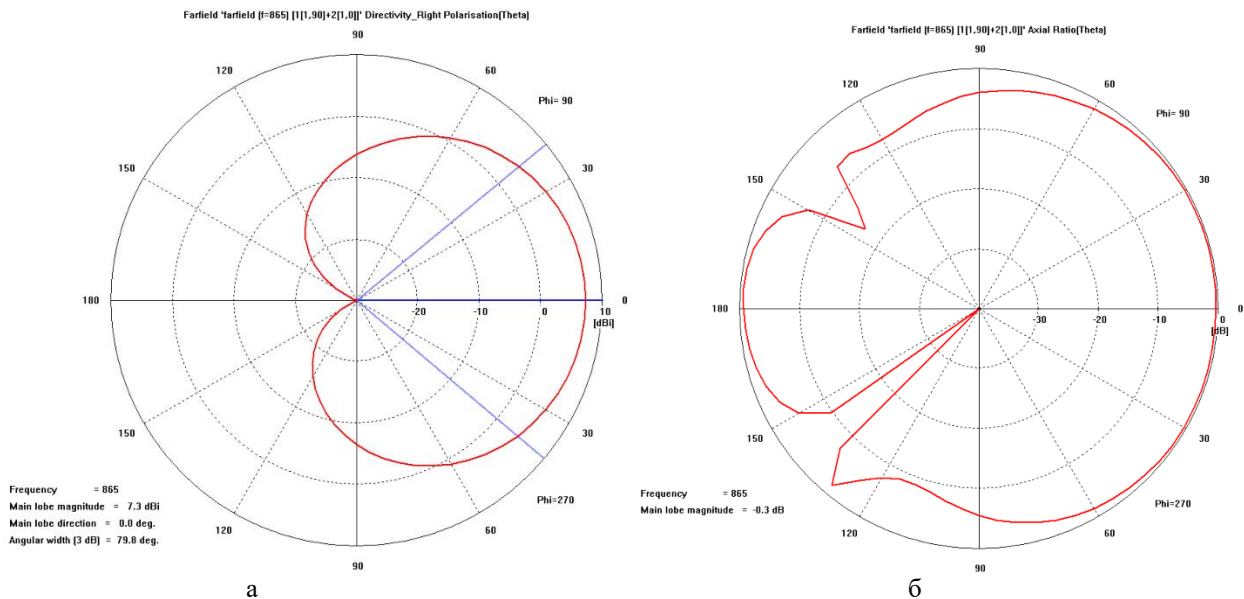 Farfield 'farfield (f=865) [1[1,90]+2[1,0]]' Directivity_Right Polarisation(Theta)
90
120
60
Phi= 90
150
30
180
-20
-10
0
10
0
[dBi]
150
30
120
60
Phi=270
90
Frequency = 865
Main lobe magnitude = 7.3 dBi
Main lobe direction = 0.0 deg.
Angular width (3 dB) = 79.8 deg.
а
Farfield 'farfield (f=865) [1[1,90]+2[1,0]]' Axial Ratio(Theta)
90
120
60
Phi= 90
150
30
180
-30
-20
-10
0
0
[dB]
150
30
120
60
Phi=270
90
Frequency = 865
Main lobe magnitude = -0.3 dB
б